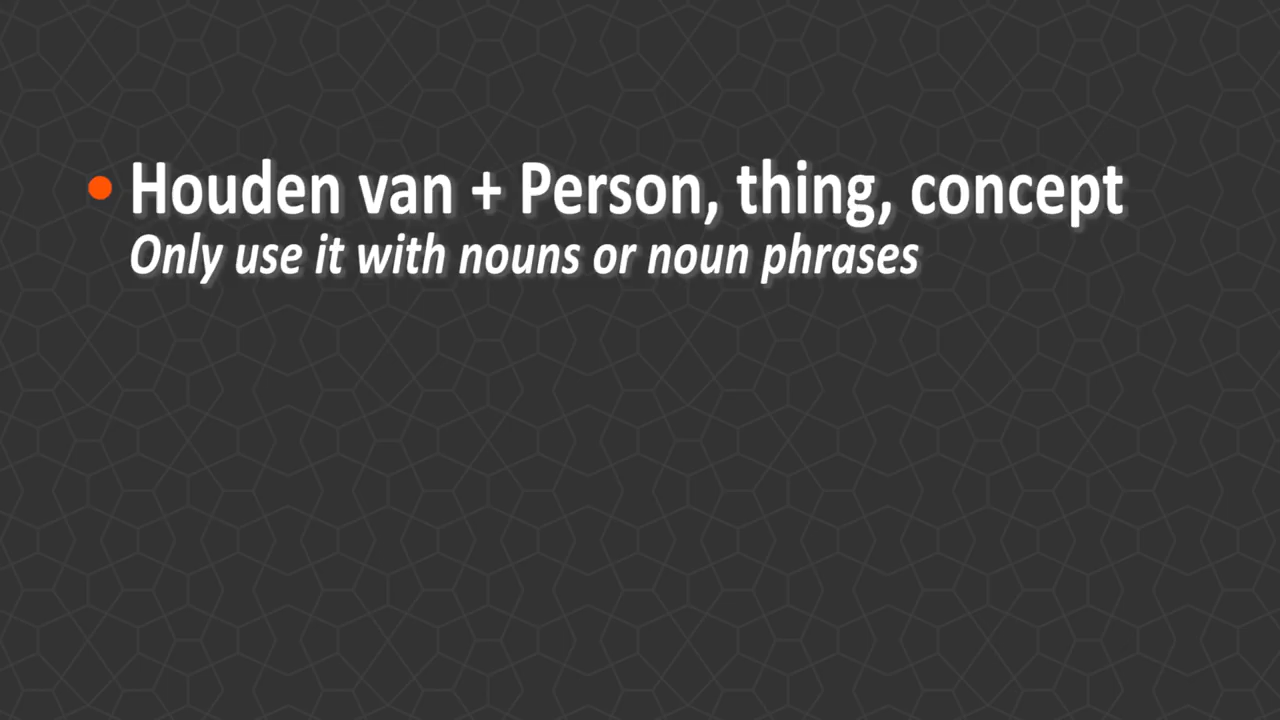 • Houden van + Person, thing, concept
Only use it with nouns or noun phrases